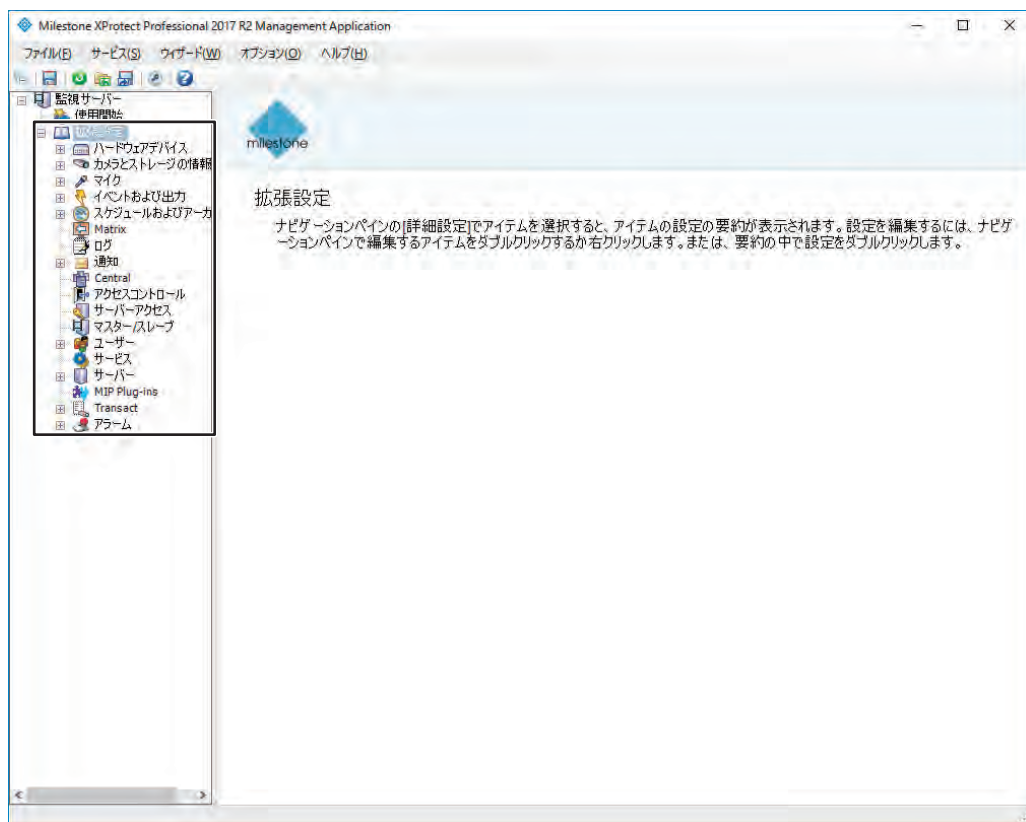 Milestone XProtect Professional 2017 R2 Management Application
ファイル(F) サービス(S) ウィザード(W) オプション(O) ヘルプ(H)
監視サーバー
使用開始
拡張設定
ハードウェアデバイス
カメラとストレージの情報
マイク
イベントおよび出力
スケジュールおよびアーカ
Matrix
ログ
通知
Central
アクセスコントロール
サーバーアクセス
マスター/スレーブ
ユーザー
サービス
サーバー
MIP Plug-ins
Transact
アラーム
milestone
拡張設定
ナビゲーションペインの[詳細設定]でアイテムを選択すると、アイテムの設定の要約が表示されます。設定を編集するには、ナビゲ
ーションペインで編集するアイテムをダブルクリックするか右クリックします。または、要約の中で設定をダブルクリックします。